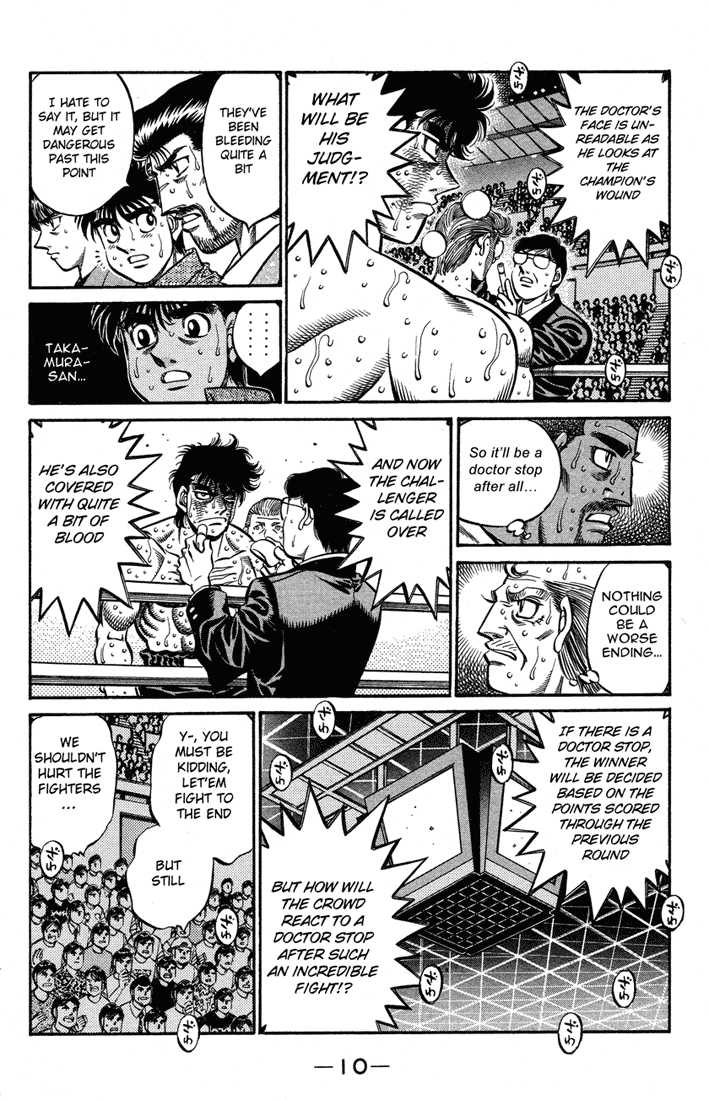 THE DOCTOR'S
FACE IS UN-
READABLE AS
HE LOOKS AT
THE
CHAMPION'S
WOUND
WHAT
WILL BE
HIS
JUDG-
MENT!?
THEY'VE
BEEN
BLEEDING
QUITE A
BIT
I HATE TO
SAY IT, BUT IT
MAY GET
DANGEROUS
PAST THIS
POINT
TAKA-
MURA-
SAN...
So it'll be a
doctor stop
after all...
NOTHING
COULD
BE A
WORSE
ENDING...
AND NOW
THE CHAL-
LENGER
IS CALLED
OVER
HE'S ALSO
COVERED
WITH QUITE
A BIT OF
BLOOD
IF THERE IS A
DOCTOR STOP,
THE WINNER
WILL BE DECIDED
BASED ON THE
POINTS SCORED
THROUGH THE
PREVIOUS
ROUND
BUT HOW WILL
THE CROWD
REACT TO A
DOCTOR STOP
AFTER SUCH
AN INCREDIBLE
FIGHT!?
Y-, YOU
MUST BE
KIDDING,
LET'EM
FIGHT TO
THE END
BUT
STILL
WE
SHOULDN'T
HURT THE
FIGHTERS
...
—10—